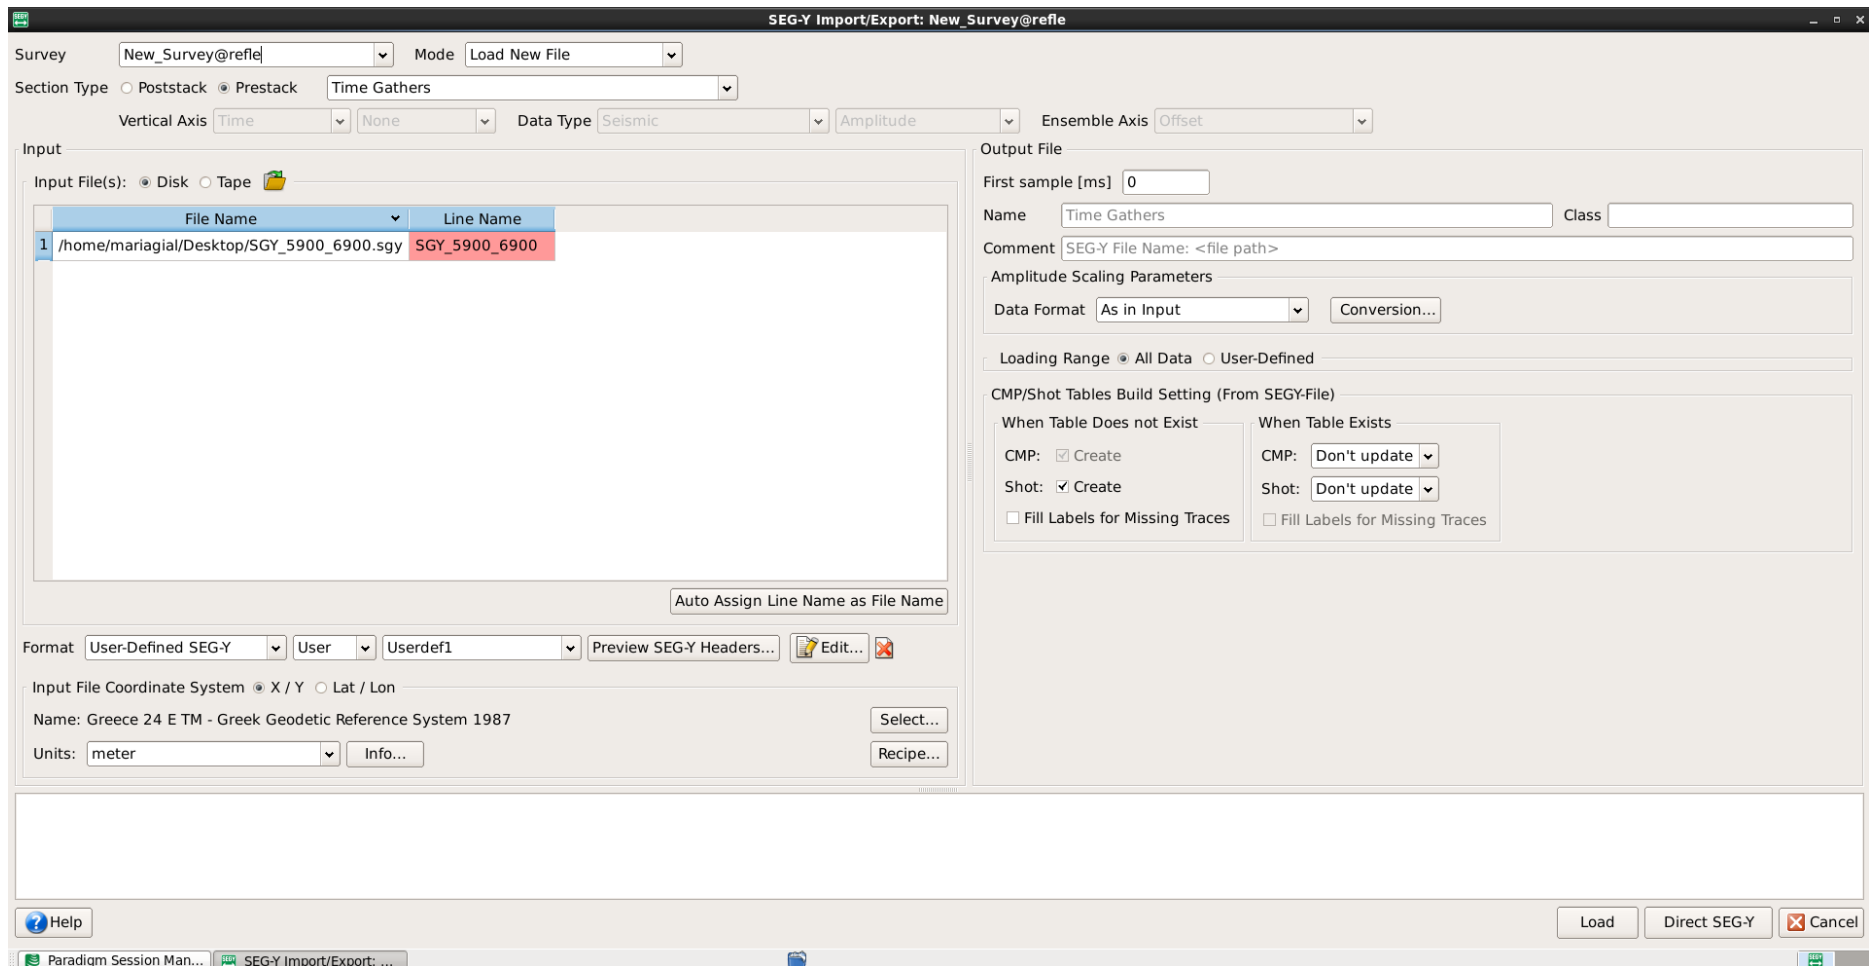 SEG-Y Import/Export: New_Survey@refle
Survey New_Survey@refle Mode Load New File
Section Type Poststack Prestack Time Gathers
Vertical Axis Time None Data Type Seismic Amplitude Ensemble Axis Offset
Input
Input File(s): Disk Tape
File Name Line Name
1 /home/mariagial/Desktop/SGY_5900_6900.sgy SGY_5900_6900
Auto Assign Line Name as File Name
Format User-Defined SEG-Y User Userdef1 Preview SEG-Y Headers... Edit...
Input File Coordinate System X / Y Lat / Lon
Name: Greece 24 E TM - Greek Geodetic Reference System 1987 Select...
Units: meter Info... Recipe...
Output File
First sample [ms] 0
Name Time Gathers Class
Comment SEG-Y File Name: <file path>
Amplitude Scaling Parameters
Data Format As in Input Conversion...
Loading Range All Data User-Defined
CMP/Shot Tables Build Setting (From SEGY-File)
When Table Does not Exist
CMP: Create
Shot: Create
Fill Labels for Missing Traces
When Table Exists
CMP: Don't update
Shot: Don't update
Fill Labels for Missing Traces
Help Load Direct SEG-Y Cancel
Paradigm Session Man... SEG-Y Import/Export: ...